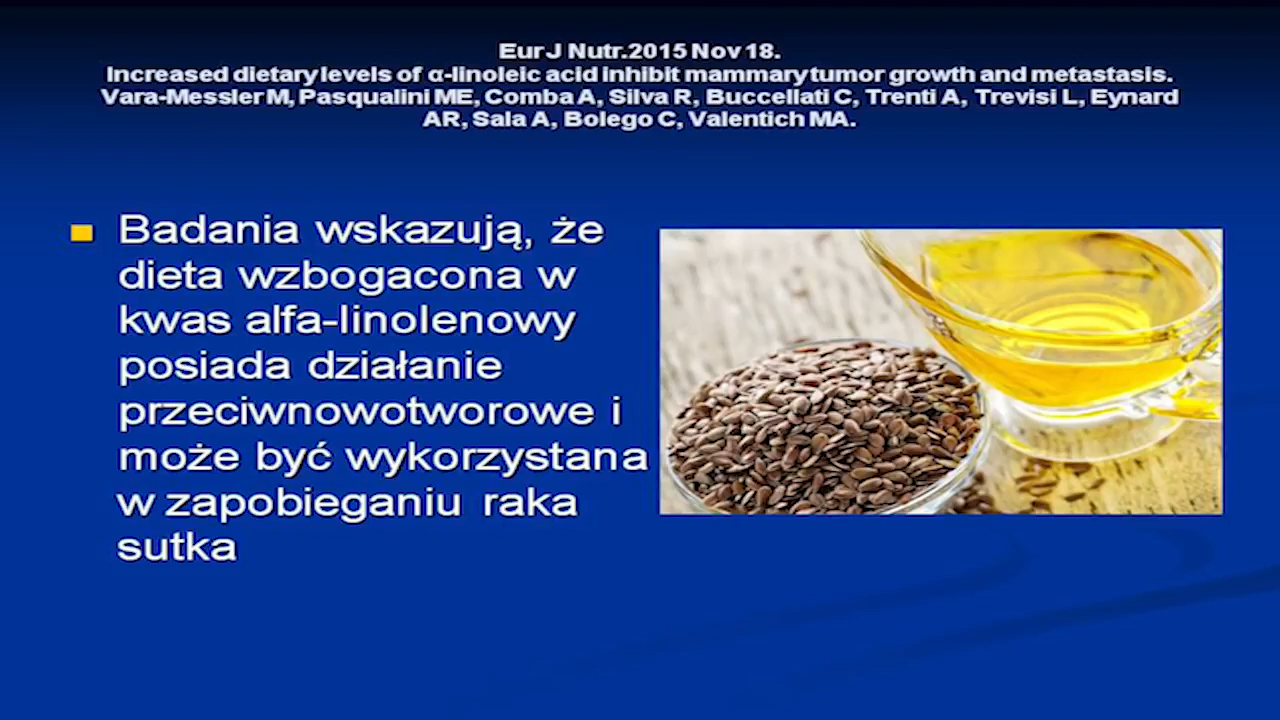 Eur J Nutr.2015 Nov 18.
Increased dietary levels of α-linoleic acid inhibit mammary tumor growth and metastasis.
Vara-Messler M, Pasqualini ME, Comba A, Silva R, Buccellati C, Trenti A, Trevisi L, Eynard
AR, Sala A, Bolego C, Valentich MA.
Badania wskazują, że
dieta wzbogacona w
kwas alfa-linolenowy
posiada działanie
przeciwnowotworowe i
może być wykorzystana
w zapobieganiu raka
sutka